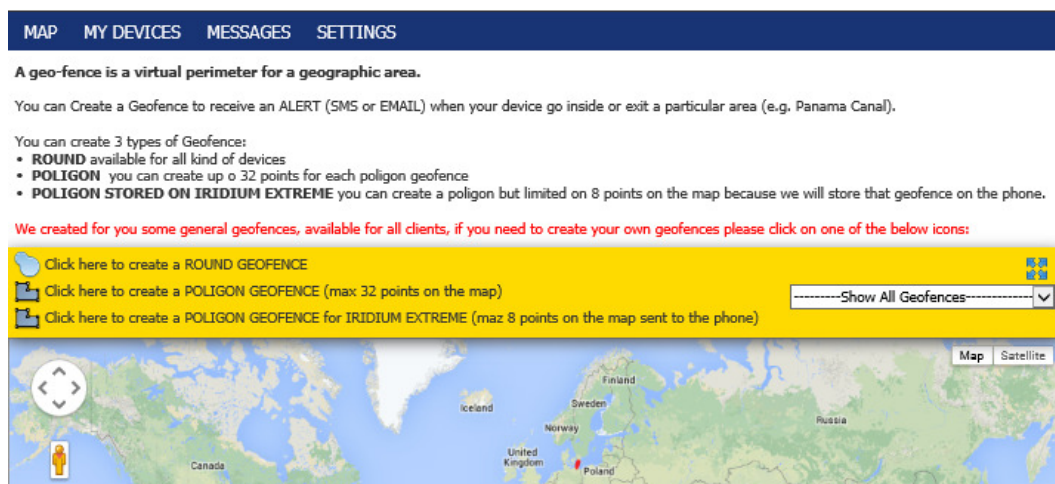 MAP MY DEVICES MESSAGES SETTINGS
A geo-fence is a virtual perimeter for a geographic area.
You can Create a Geofence to receive an ALERT (SMS or EMAIL) when your device go inside or exit a particular area (e.g. Panama Canal).
You can create 3 types of Geofence:
• ROUND available for all kind of devices
• POLIGON you can create up o 32 points for each poligon geofence
• POLIGON STORED ON IRIDIUM EXTREME you can create a poligon but limited on 8 points on the map because we will store that geofence on the phone.
We created for you some general geofences, available for all clients, if you need to create your own geofences please click on one of the below icons:
Click here to create a ROUND GEOFENCE
Click here to create a POLIGON GEOFENCE (max 32 points on the map)
---------Show All Geofences------------
Click here to create a POLIGON GEOFENCE for IRIDIUM EXTREME (maz 8 points on the map sent to the phone)
Map Satellite
Finland
Iceland
Sweden
Russia
Norway
United
Kingdom
Canada
Poland